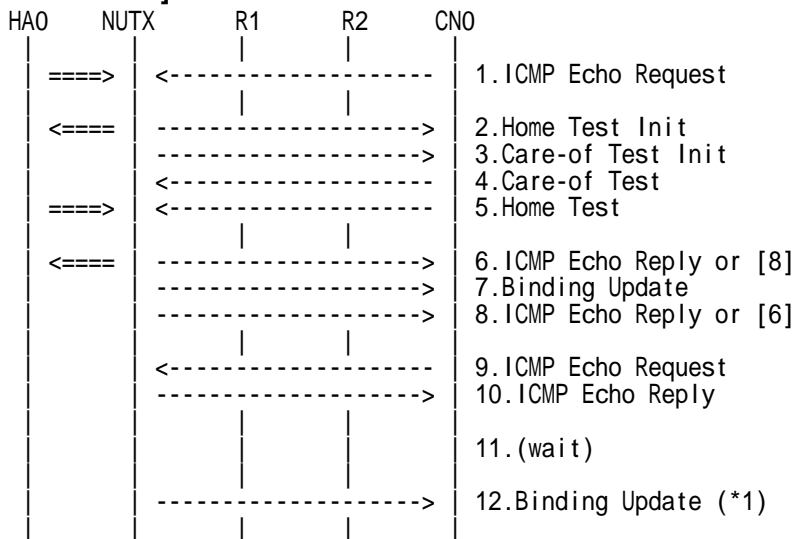 HA0 NUTX R1 R2 CN0
====> <--------------------- 1.ICMP Echo Request
<==== ---------------------> 2.Home Test Init
---------------------> 3.Care-of Test Init
<--------------------- 4.Care-of Test
====> <--------------------- 5.Home Test
<==== ---------------------> 6.ICMP Echo Reply or [8]
---------------------> 7.Binding Update
---------------------> 8.ICMP Echo Reply or [6]
<--------------------- 9.ICMP Echo Request
---------------------> 10.ICMP Echo Reply
11.(wait)
---------------------> 12.Binding Update (*1)